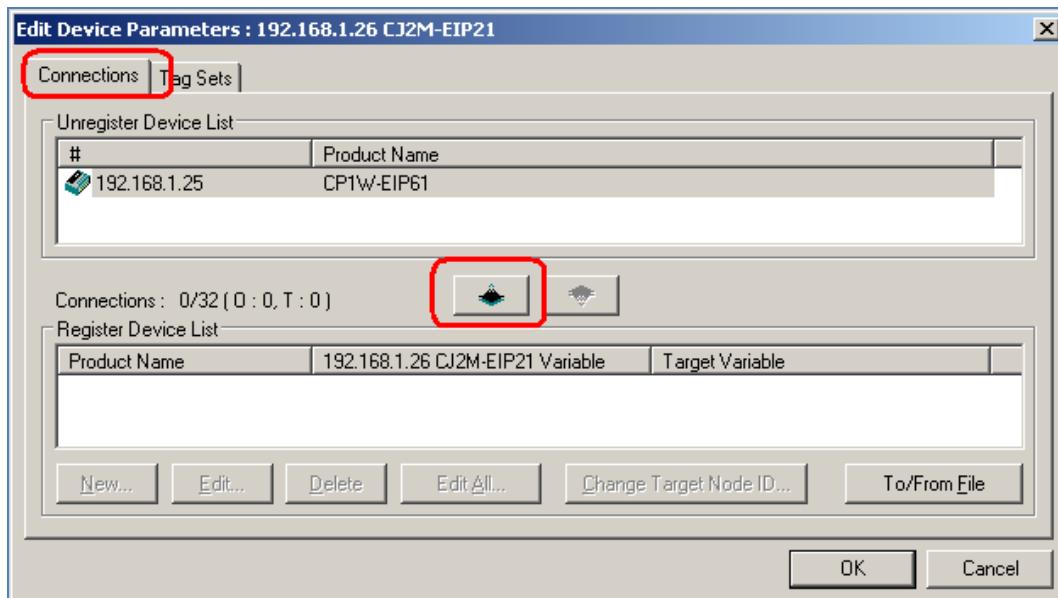 Edit Device Parameters : 192.168.1.26 CJ2M-EIP21
Connections Tag Sets
Unregister Device List
# Product Name
192.168.1.25 CP1W-EIP61
Connections : 0/32 ( O : 0, T : 0 )
Register Device List
Product Name 192.168.1.26 CJ2M-EIP21 Variable Target Variable
New... Edit... Delete Edit All... Change Target Node ID... To/From File
OK Cancel